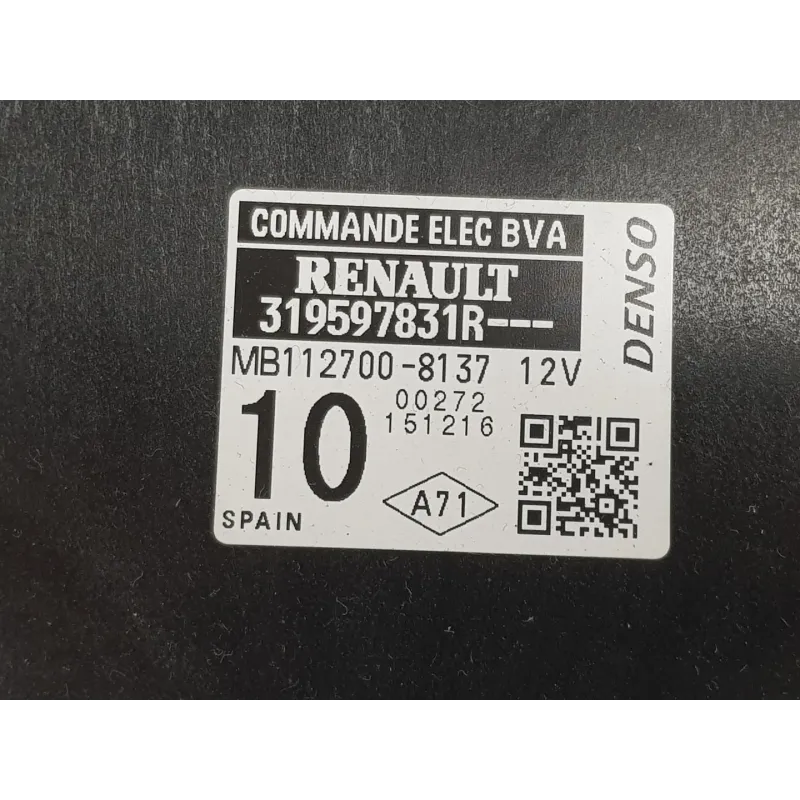 COMMANDE ELEC BVA
RENAULT
319597831R---
DENSO
MB112700-8137 12V
10
00272
151216
A71
SPAIN